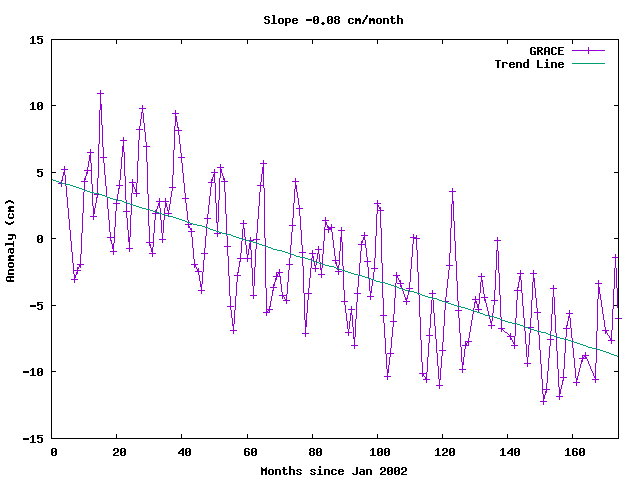 Slope -0.08 cm/month
GRACE
Trend Line
15
10
5
0
-5
-10
-15
Anomaly (cm)
0 20 40 60 80 100 120 140 160
Months since Jan 2002